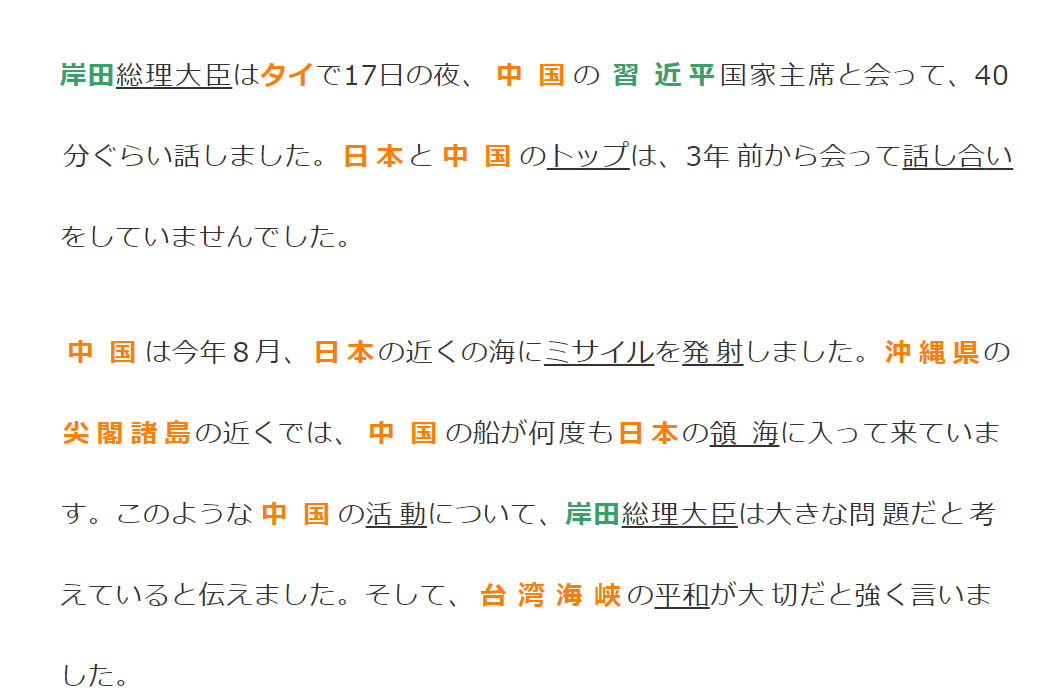 岸田総理大臣はタイで17日の夜、中国の習近平国家主席と会って、40
分ぐらい話しました。日本と中国のトップは、3年前から会って話し合い
をしていませんでした。
中国は今年８月、日本の近くの海にミサイルを発射しました。沖縄県の
尖閣諸島の近くでは、中国の船が何度も日本の領海に入って来ていま
す。このような中国の活動について、岸田総理大臣は大きな問題だと考
えていると伝えました。そして、台湾海峡の平和が大切だと強く言いま
した。